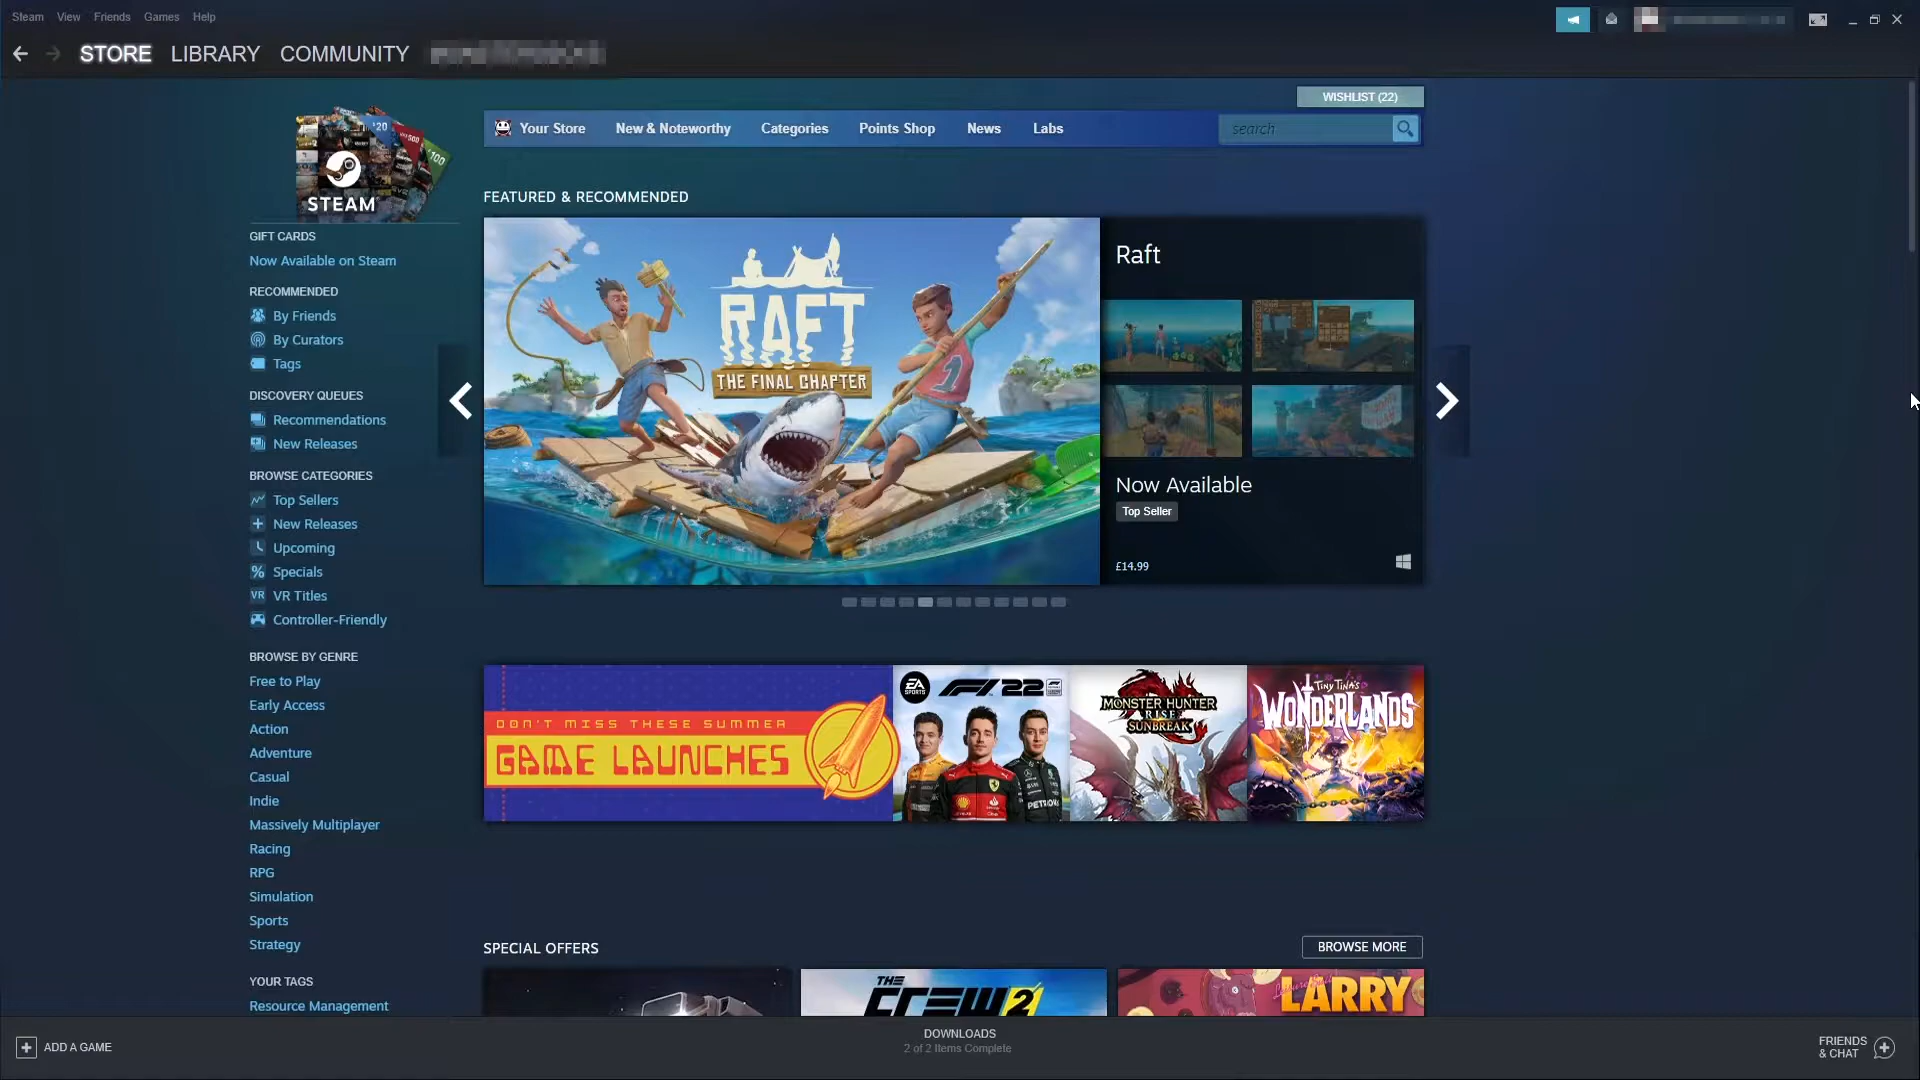 Steam View Friends Games Help
STORE LIBRARY COMMUNITY
WISHLIST (22)
Your Store New & Noteworthy Categories Points Shop News Labs search
STEAM
GIFT CARDS
Now Available on Steam
RECOMMENDED
By Friends
By Curators
Tags
DISCOVERY QUEUES
Recommendations
New Releases
BROWSE CATEGORIES
Top Sellers
New Releases
Upcoming
Specials
VR VR Titles
Controller-Friendly
BROWSE BY GENRE
Free to Play
Early Access
Action
Adventure
Casual
Indie
Massively Multiplayer
Racing
RPG
Simulation
Sports
Strategy
YOUR TAGS
Resource Management
FEATURED & RECOMMENDED
RAFT
THE FINAL CHAPTER
Raft
Now Available
Top Seller
£14.99
DON'T MISS THESE SUMMER
GAME LAUNCHES
EA SPORTS F1 22
PETRONAS
MONSTER HUNTER
RISE
SUNBREAK
TINY TINA'S
WONDERLANDS
SPECIAL OFFERS
BROWSE MORE
THE
CREW 2
LARRY
ADD A GAME
DOWNLOADS
2 of 2 Items Complete
FRIENDS
& CHAT